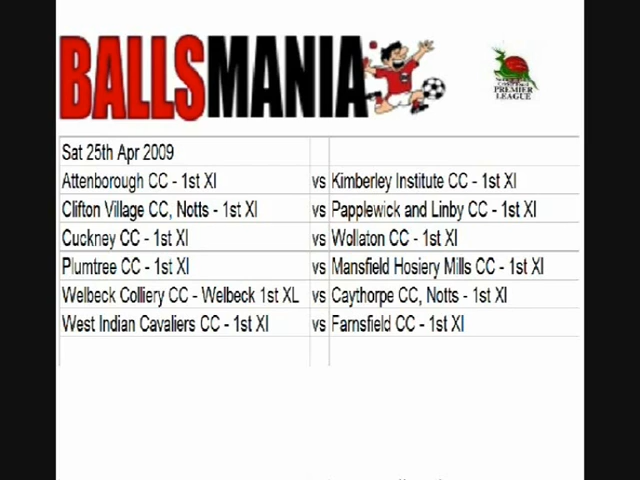 BALLSMANIA
PREMIER
LEAGUE
Sat 25th Apr 2009
Attenborough CC - 1st XI vs Kimberley Institute CC - 1st XI
Clifton Village CC, Notts - 1st XI vs Papplewick and Linby CC - 1st XI
Cuckney CC - 1st XI vs Wollaton CC - 1st XI
Plumtree CC - 1st XI vs Mansfield Hosiery Mills CC - 1st XI
Welbeck Colliery CC - Welbeck 1st XL vs Caythorpe CC, Notts - 1st XI
West Indian Cavaliers CC - 1st XI vs Farnsfield CC - 1st XI